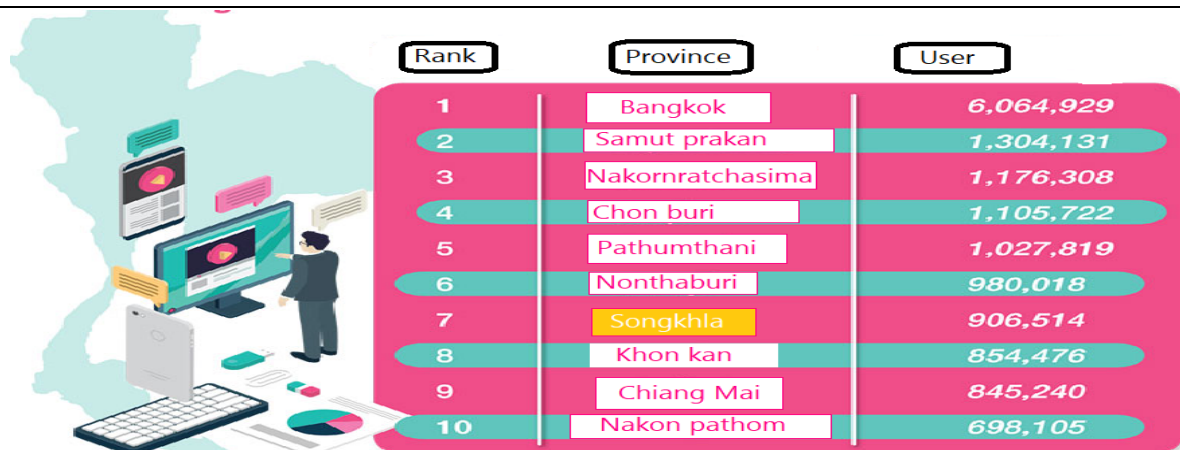 Rank Province User
1 Bangkok 6,064,929
2 Samut prakan 1,304,131
3 Nakornratchasima 1,176,308
4 Chon buri 1,105,722
5 Pathumthani 1,027,819
6 Nonthaburi 980,018
7 Songkhla 906,514
8 Khon kan 854,476
9 Chiang Mai 845,240
10 Nakon pathom 698,105